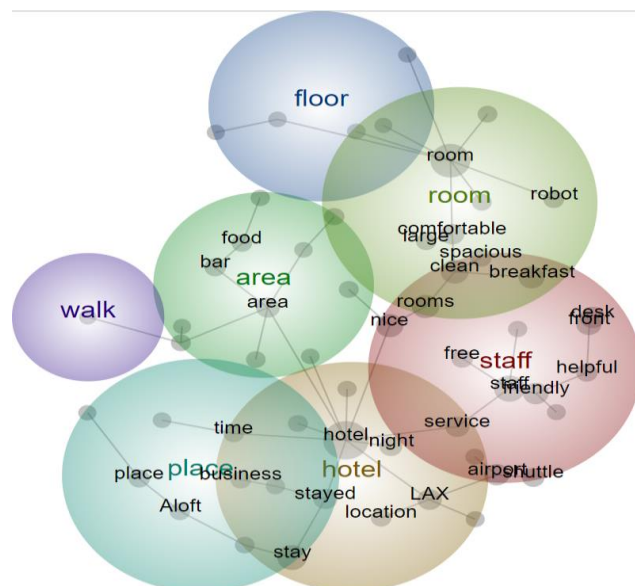 floor
room
room
robot
comfortable
large
spacious
clean
breakfast
food
bar
area
area
walk
rooms
nice
desk
front
staff
free
helpful
staff
friendly
service
time
hotel
night
place
business
hotel
place
airport
shuttle
stayed
LAX
Aloft
location
stay